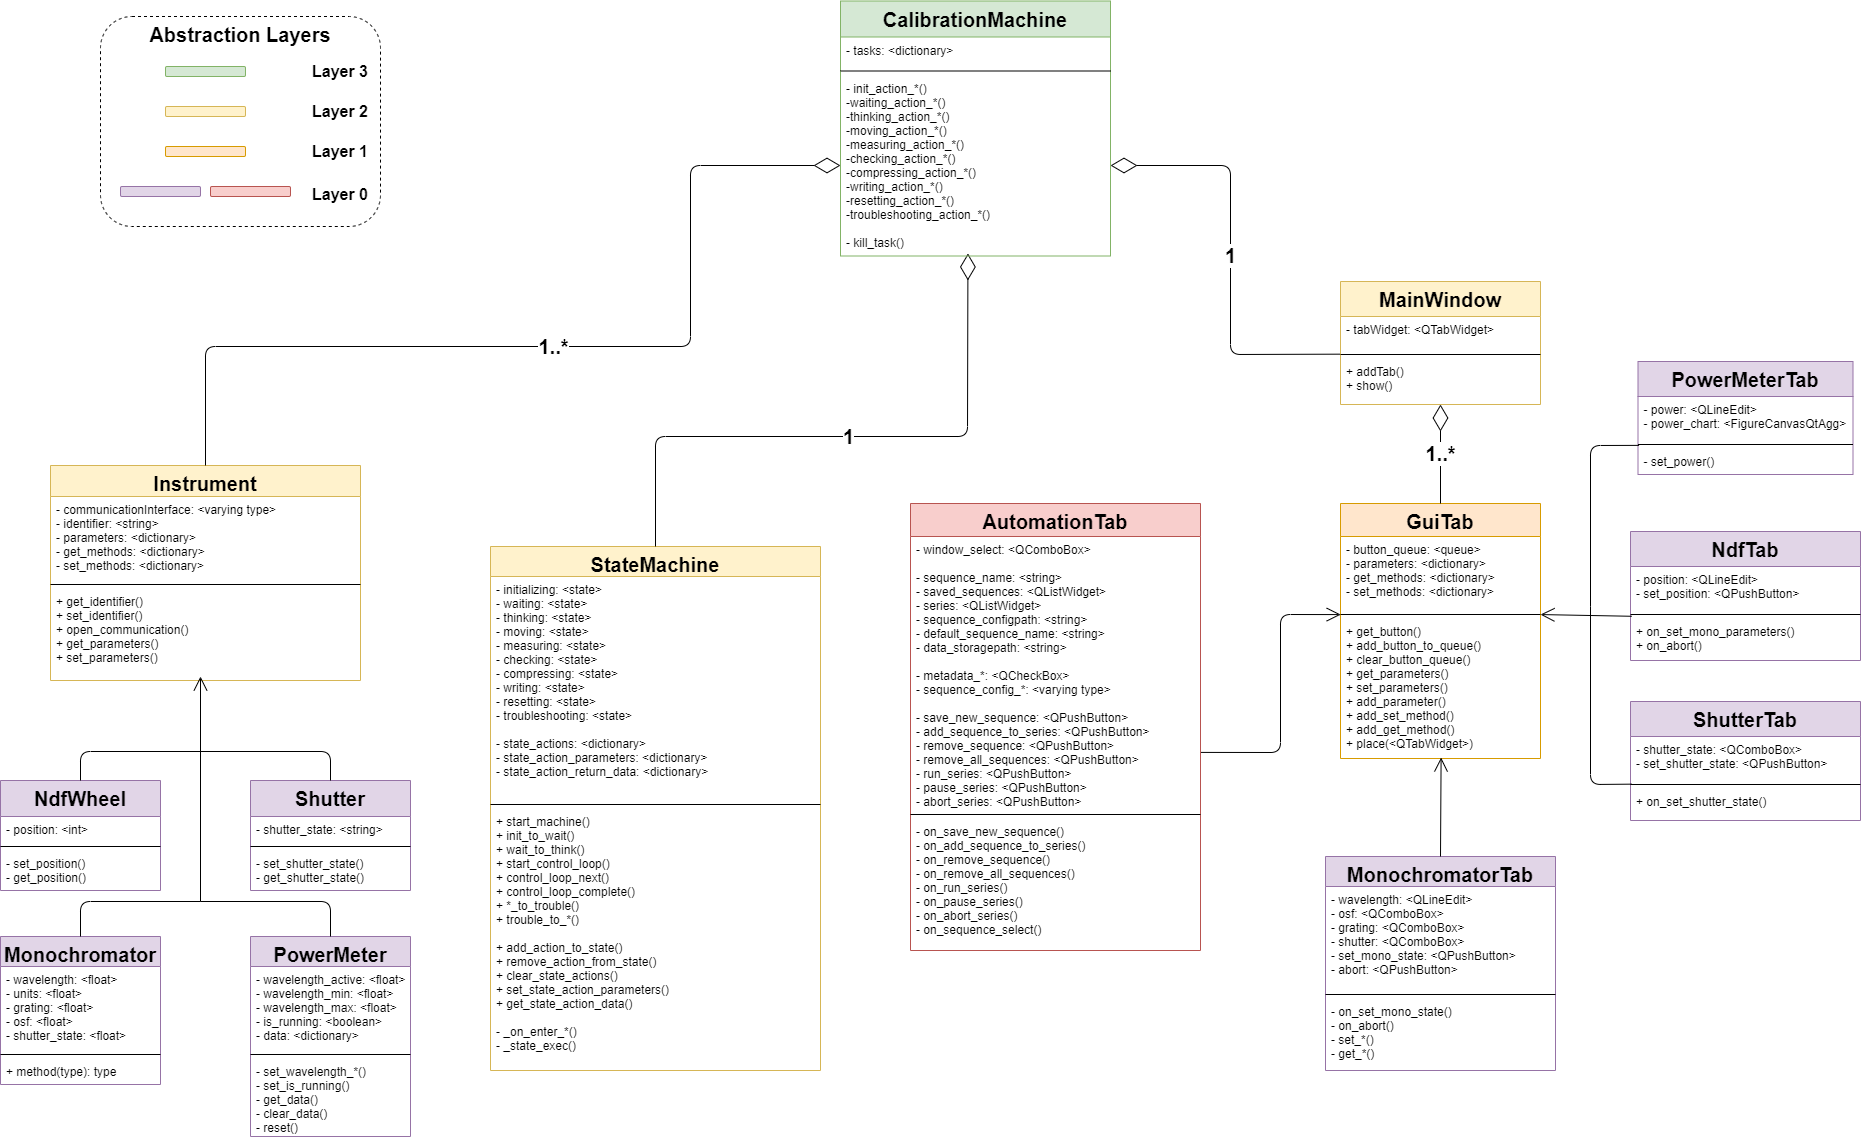 Abstraction Layers
Layer 3
Layer 2
Layer 1
Layer 0
CalibrationMachine
- tasks: <dictionary>
- init_action_*()
-waiting_action_*()
-thinking_action_*()
-moving_action_*()
-measuring_action_*()
-checking_action_*()
-compressing_action_*()
-writing_action_*()
-resetting_action_*()
-troubleshooting_action_*()
- kill_task()
1..*
1
1
MainWindow
- tabWidget: <QTabWidget>
+ addTab()
+ show()
1..*
PowerMeterTab
- power: <QLineEdit>
- power_chart: <FigureCanvasQtAgg>
- set_power()
Instrument
- communicationInterface: <varying type>
- identifier: <string>
- parameters: <dictionary>
- get_methods: <dictionary>
- set_methods: <dictionary>
+ get_identifier()
+ set_identifier()
+ open_communication()
+ get_parameters()
+ set_parameters()
StateMachine
- initializing: <state>
- waiting: <state>
- thinking: <state>
- moving: <state>
- measuring: <state>
- checking: <state>
- compressing: <state>
- writing: <state>
- resetting: <state>
- troubleshooting: <state>
- state_actions: <dictionary>
- state_action_parameters: <dictionary>
- state_action_return_data: <dictionary>
+ start_machine()
+ init_to_wait()
+ wait_to_think()
+ start_control_loop()
+ control_loop_next()
+ control_loop_complete()
+ *_to_trouble()
+ trouble_to_*()
+ add_action_to_state()
+ remove_action_from_state()
+ clear_state_actions()
+ set_state_action_parameters()
+ get_state_action_data()
- _on_enter_*()
- _state_exec()
AutomationTab
- window_select: <QComboBox>
- sequence_name: <string>
- saved_sequences: <QListWidget>
- series: <QListWidget>
- sequence_configpath: <string>
- default_sequence_name: <string>
- data_storagepath: <string>
- metadata_*: <QCheckBox>
- sequence_config_*: <varying type>
- save_new_sequence: <QPushButton>
- add_sequence_to_series: <QPushButton>
- remove_sequence: <QPushButton>
- remove_all_sequences: <QPushButton>
- run_series: <QPushButton>
- pause_series: <QPushButton>
- abort_series: <QPushButton>
- on_save_new_sequence()
- on_add_sequence_to_series()
- on_remove_sequence()
- on_remove_all_sequences()
- on_run_series()
- on_pause_series()
- on_abort_series()
- on_sequence_select()
GuiTab
- button_queue: <queue>
- parameters: <dictionary>
- get_methods: <dictionary>
- set_methods: <dictionary>
+ get_button()
+ add_button_to_queue()
+ clear_button_queue()
+ get_parameters()
+ set_parameters()
+ add_parameter()
+ add_set_method()
+ add_get_method()
+ place(<QTabWidget>)
NdfTab
- position: <QLineEdit>
- set_position: <QPushButton>
+ on_set_mono_parameters()
+ on_abort()
ShutterTab
- shutter_state: <QComboBox>
- set_shutter_state: <QPushButton>
+ on_set_shutter_state()
NdfWheel
- position: <int>
- set_position()
- get_position()
Shutter
- shutter_state: <string>
- set_shutter_state()
- get_shutter_state()
Monochromator
- wavelength: <float>
- units: <float>
- grating: <float>
- osf: <float>
- shutter_state: <float>
+ method(type): type
PowerMeter
- wavelength_active: <float>
- wavelength_min: <float>
- wavelength_max: <float>
- is_running: <boolean>
- data: <dictionary>
- set_wavelength_*()
- set_is_running()
- get_data()
- clear_data()
- reset()
MonochromatorTab
- wavelength: <QLineEdit>
- osf: <QComboBox>
- grating: <QComboBox>
- shutter: <QComboBox>
- set_mono_state: <QPushButton>
- abort: <QPushButton>
- on_set_mono_state()
- on_abort()
- set_*()
- get_*()